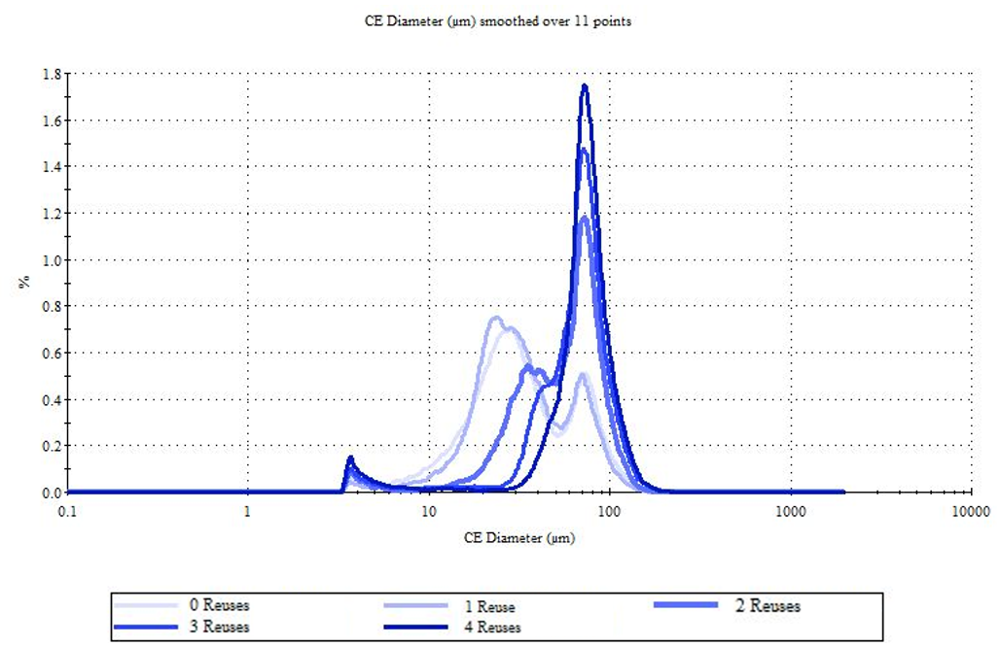 CE Diameter (µm) smoothed over 11 points
1.8
1.6
1.4
1.2
1.0
0.8
0.6
0.4
0.2
0.0
%
0.1 1 10 100 1000 10000
CE Diameter (µm)
0 Reuses 1 Reuse 2 Reuses
3 Reuses 4 Reuses